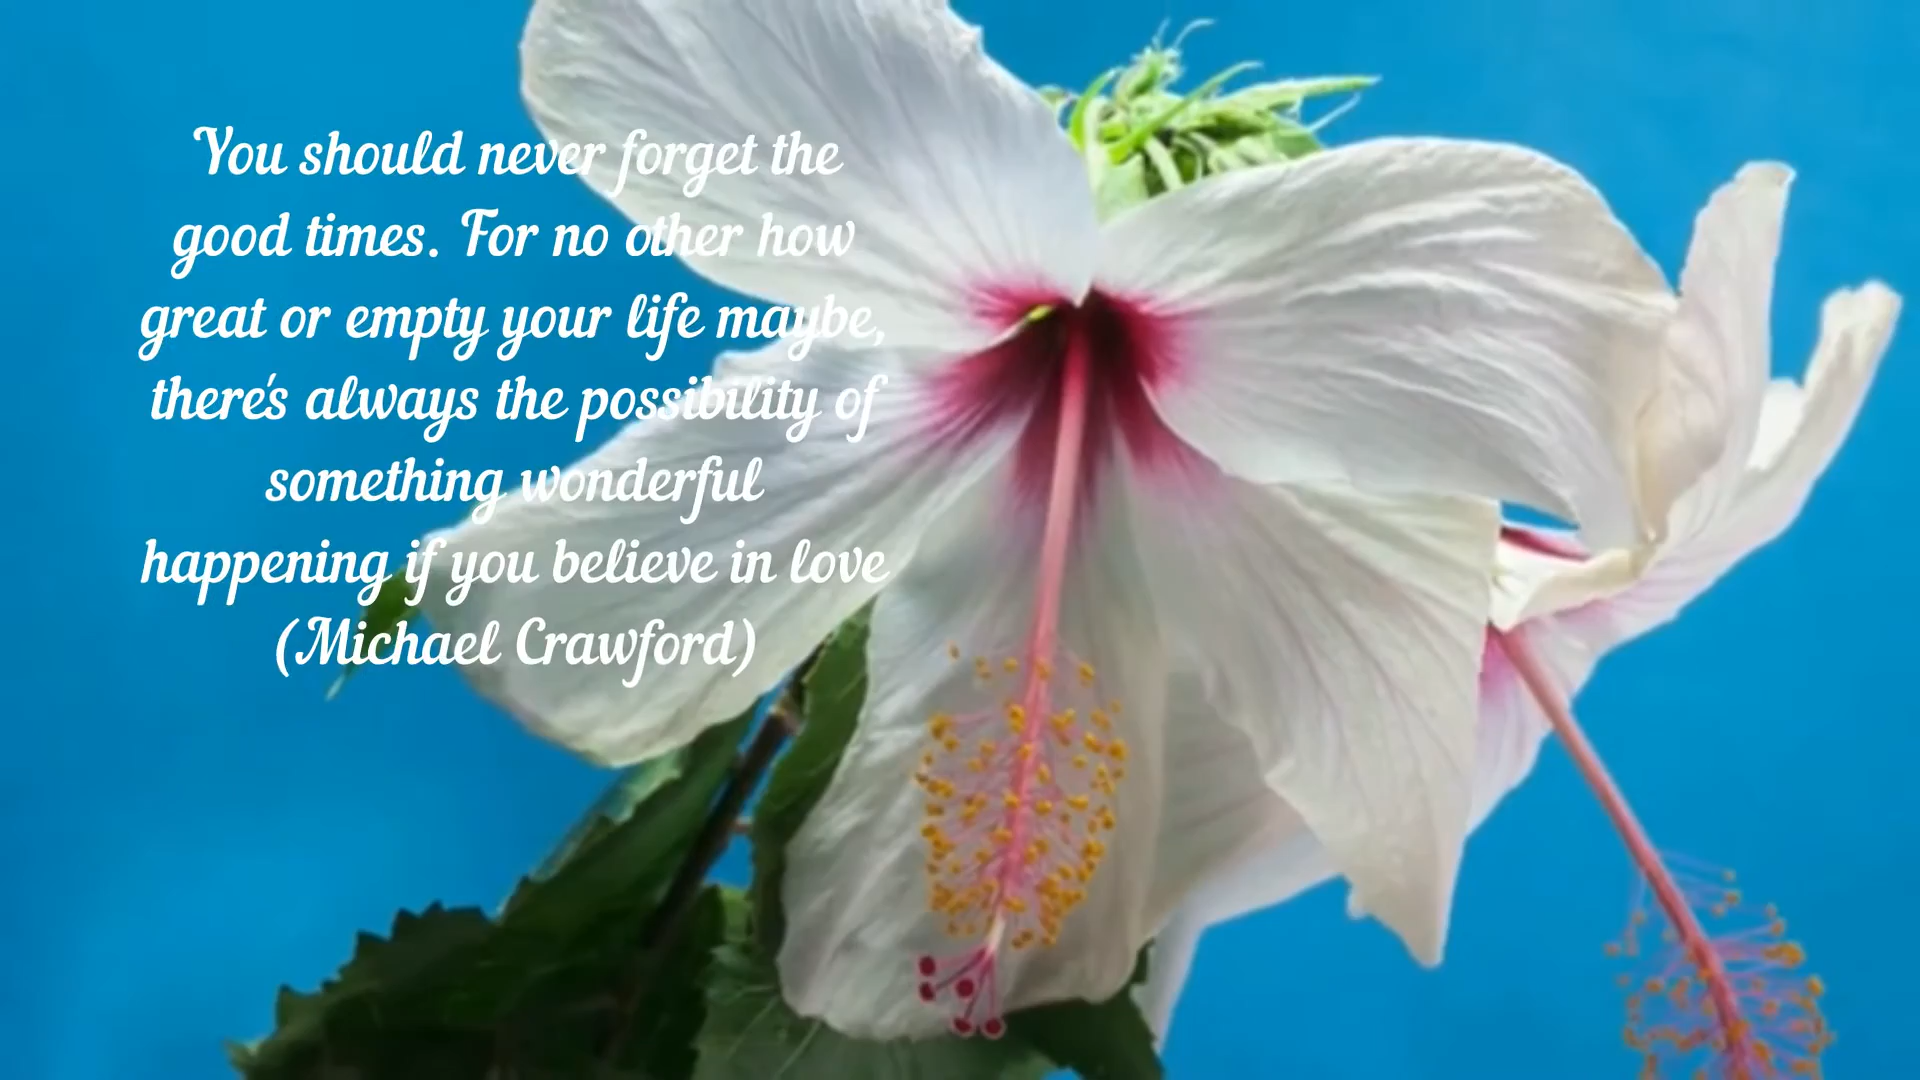 You should never forget the
good times. For no other how
great or empty your life maybe,
there's always the possibility of
something wonderful
happening if you believe in love
(Michael Crawford)